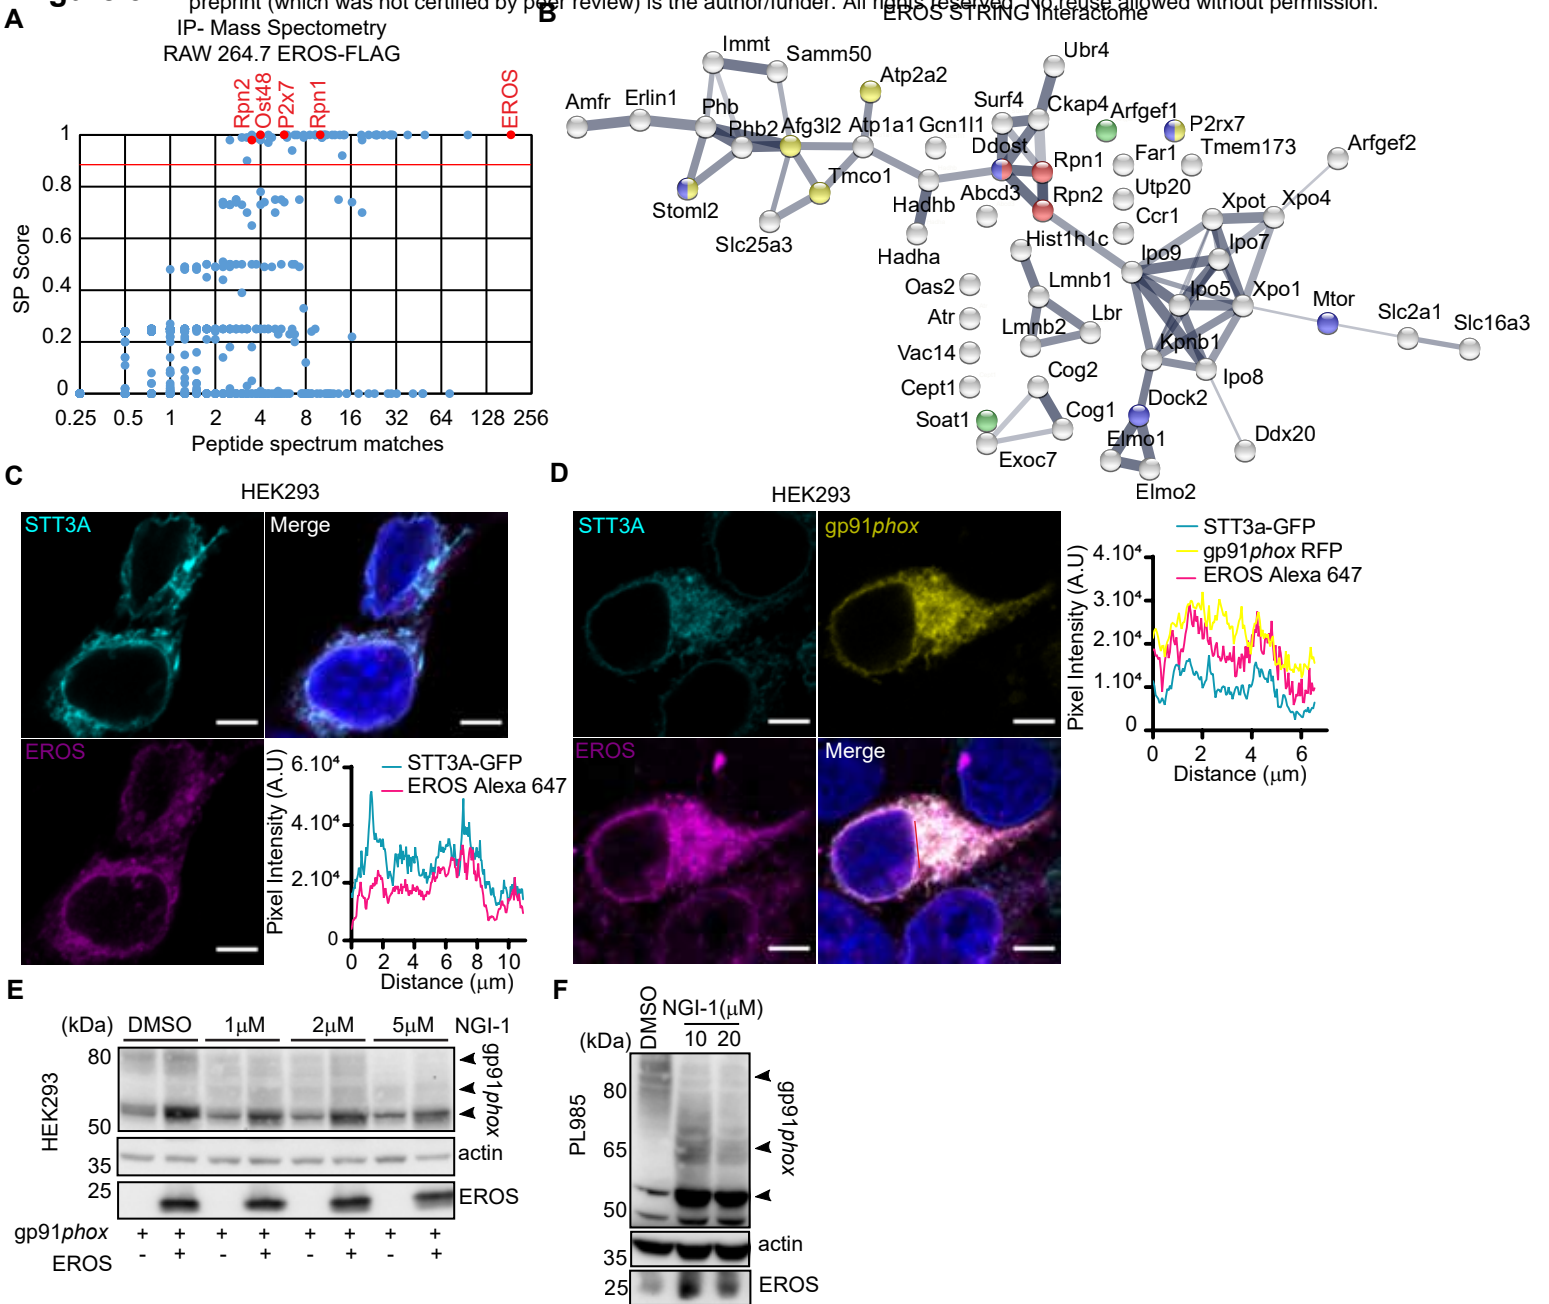 preprint (which was not certified by peer review) is the author/funder. All rights reserved. No reuse allowed without permission.
A
IP- Mass Spectometry
RAW 264.7 EROS-FLAG
Rpn2
Ost48
P2x7
Rpn1
EROS
SP Score
1
0.8
0.6
0.4
0.2
0
0.25 0.5 1 2 4 8 16 32 64 128 256
Peptide spectrum matches
B
EROS STRING Interactome
Immt
Samm50
Ubr4
Atp2a2
Amfr
Erlin1
Phb
Phb2
Afg3l2
Atp1a1
Gcn1l1
Surf4
Ckap4
Arfgef1
P2rx7
Tmem173
Arfgef2
Ddost
Rpn1
Far1
Stoml2
Tmco1
Slc25a3
Hadhb
Hadha
Abcd3
Rpn2
Utp20
Ccr1
Xpot
Xpo4
Hist1h1c
Ipo9
Ipo7
Oas2
Lmnb1
Ipo5
Xpo1
Mtor
Slc2a1
Slc16a3
Atr
Lmnb2
Lbr
Vac14
Kpnb1
Cept1
Cog2
Ipo8
Soat1
Cog1
Dock2
Exoc7
Elmo1
Ddx20
Elmo2
C
HEK293
STT3A
Merge
EROS
Pixel Intensity (A.U)
6.10⁴
4.10⁴
2.10⁴
0
STT3A-GFP
EROS Alexa 647
0 2 4 6 8 10
Distance (μm)
D
HEK293
STT3A
gp91phox
EROS
Merge
STT3a-GFP
gp91phox RFP
EROS Alexa 647
Pixel Intensity (A.U)
4.10⁴
3.10⁴
2.10⁴
1.10⁴
0
0 2 4 6
Distance (μm)
E
(kDa) DMSO 1μM 2μM 5μM NGI-1
HEK293
80
50
gp91phox
35
actin
25
EROS
gp91phox + + + + + + + +
EROS - + - + - + - +
F
DMSO
NGI-1(μM)
(kDa) 10 20
PL985
80
65
50
gp91phox
35
actin
25
EROS